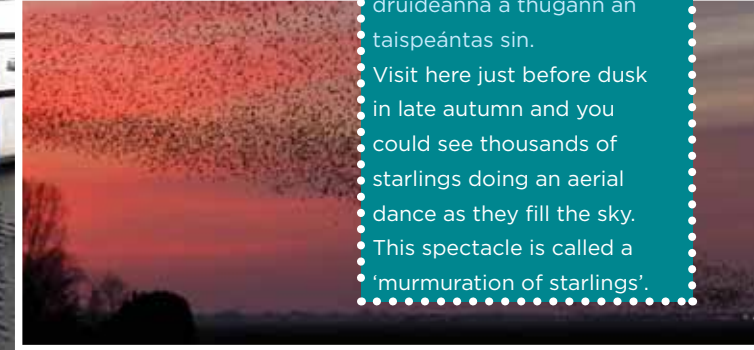 druideanna a thugann an
taispeántas sin.
Visit here just before dusk
in late autumn and you
could see thousands of
starlings doing an aerial
dance as they fill the sky.
This spectacle is called a
‘murmuration of starlings’.